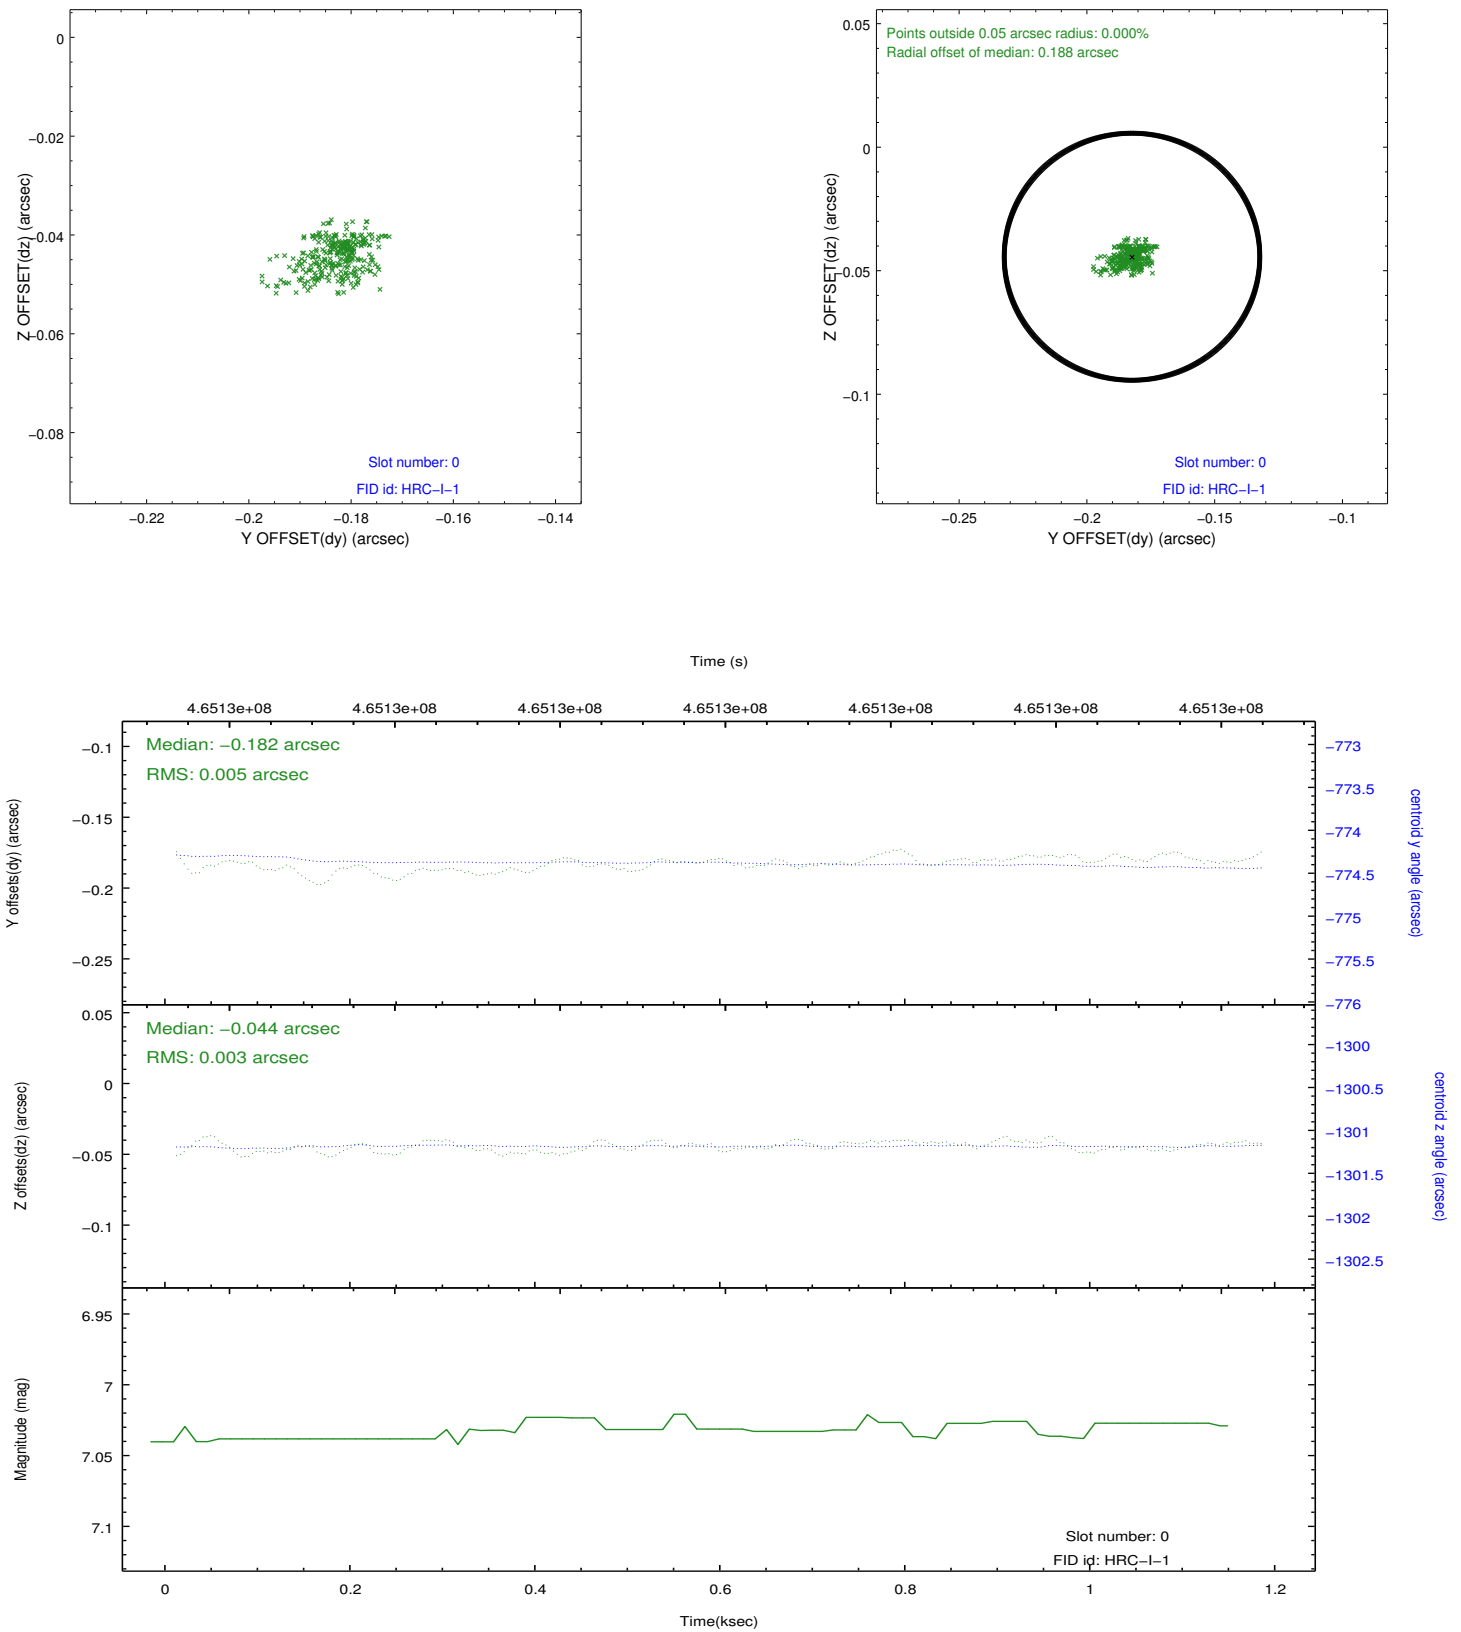 0
−0.02
−0.04
−0.06
−0.08
Z OFFSET(dz) (arcsec)
Slot number: 0
FID id: HRC−I−1
−0.22
−0.2
−0.18
−0.16
−0.14
Y OFFSET(dy) (arcsec)
0.05
0
−0.05
−0.1
Z OFFSET(dz) (arcsec)
Points outside 0.05 arcsec radius: 0.000%
Radial offset of median: 0.188 arcsec
Slot number: 0
FID id: HRC−I−1
−0.25
−0.2
−0.15
−0.1
Y OFFSET(dy) (arcsec)
Time (s)
4.6513e+08
4.6513e+08
4.6513e+08
4.6513e+08
4.6513e+08
4.6513e+08
4.6513e+08
Y offsets(dy) (arcsec)
−0.1
−0.15
−0.2
−0.25
Median: −0.182 arcsec
RMS: 0.005 arcsec
−773
−773.5
−774
−774.5
−775
−775.5
−776
centroid y angle (arcsec)
Z offsets(dz) (arcsec)
0.05
0
−0.05
−0.1
Median: −0.044 arcsec
RMS: 0.003 arcsec
−1300
−1300.5
−1301
−1301.5
−1302
−1302.5
centroid z angle (arcsec)
Magnitude (mag)
6.95
7
7.05
7.1
Slot number: 0
FID id: HRC−I−1
0
0.2
0.4
0.6
0.8
1
1.2
Time(ksec)